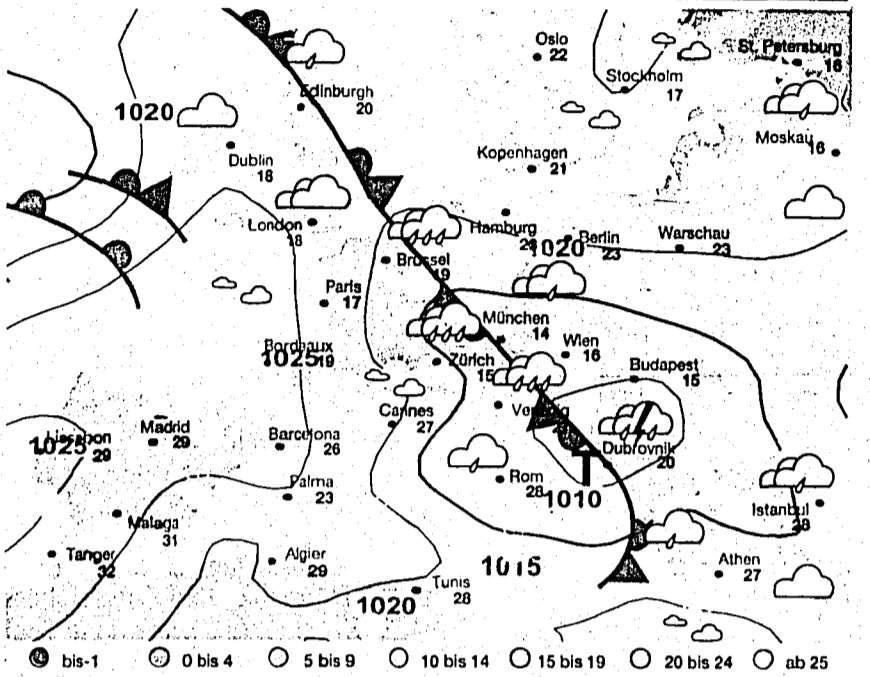 Oslo
22
St. Petersburg
16
Stockholm
17
Edinburgh
20
1020
Moskau
16
Dublin
18
Kopenhagen
21
London
18
Hamburg
1020
Berlin
23
Warschau
23
Brüssel
19
Paris
17
München
14
Wien
16
Bordeaux
1025
19
Zürich
15
Budapest
15
Cannes
27
Venedig
Madrid
29
1025
Lissabon
29
Barcelona
26
Dubrovnik
20
T
Rom
28
1010
Palma
23
Istanbul
28
Malaga
31
Tanger
32
Algier
29
1015
Athen
27
Tunis
28
1020
bis-1 0 bis 4 5 bis 9 10 bis 14 15 bis 19 20 bis 24 ab 25